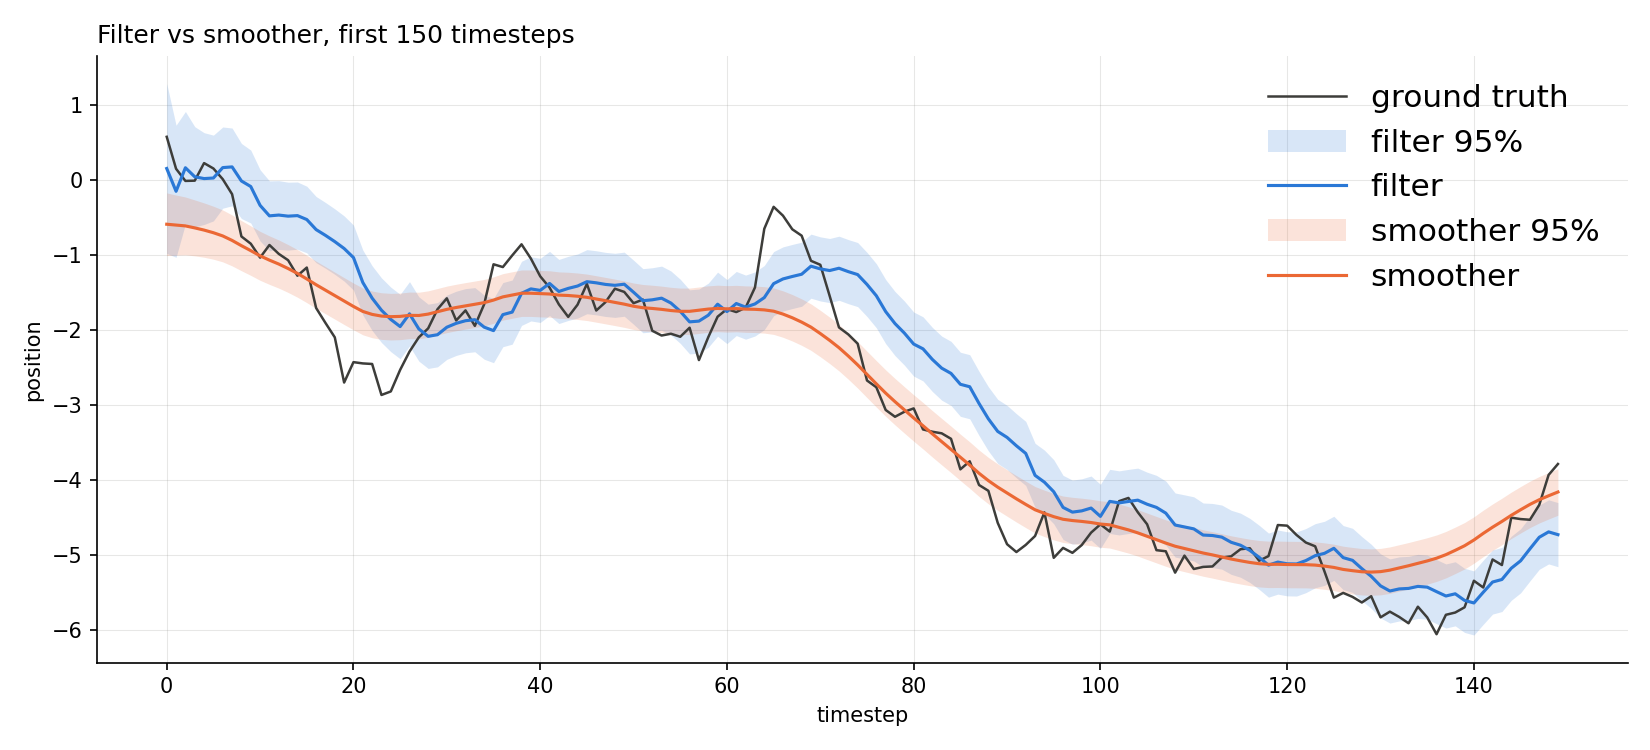 Filter vs smoother, first 150 timesteps
ground truth
filter 95%
filter
smoother 95%
smoother
position
1
0
−1
−2
−3
−4
−5
−6
0 20 40 60 80 100 120 140
timestep